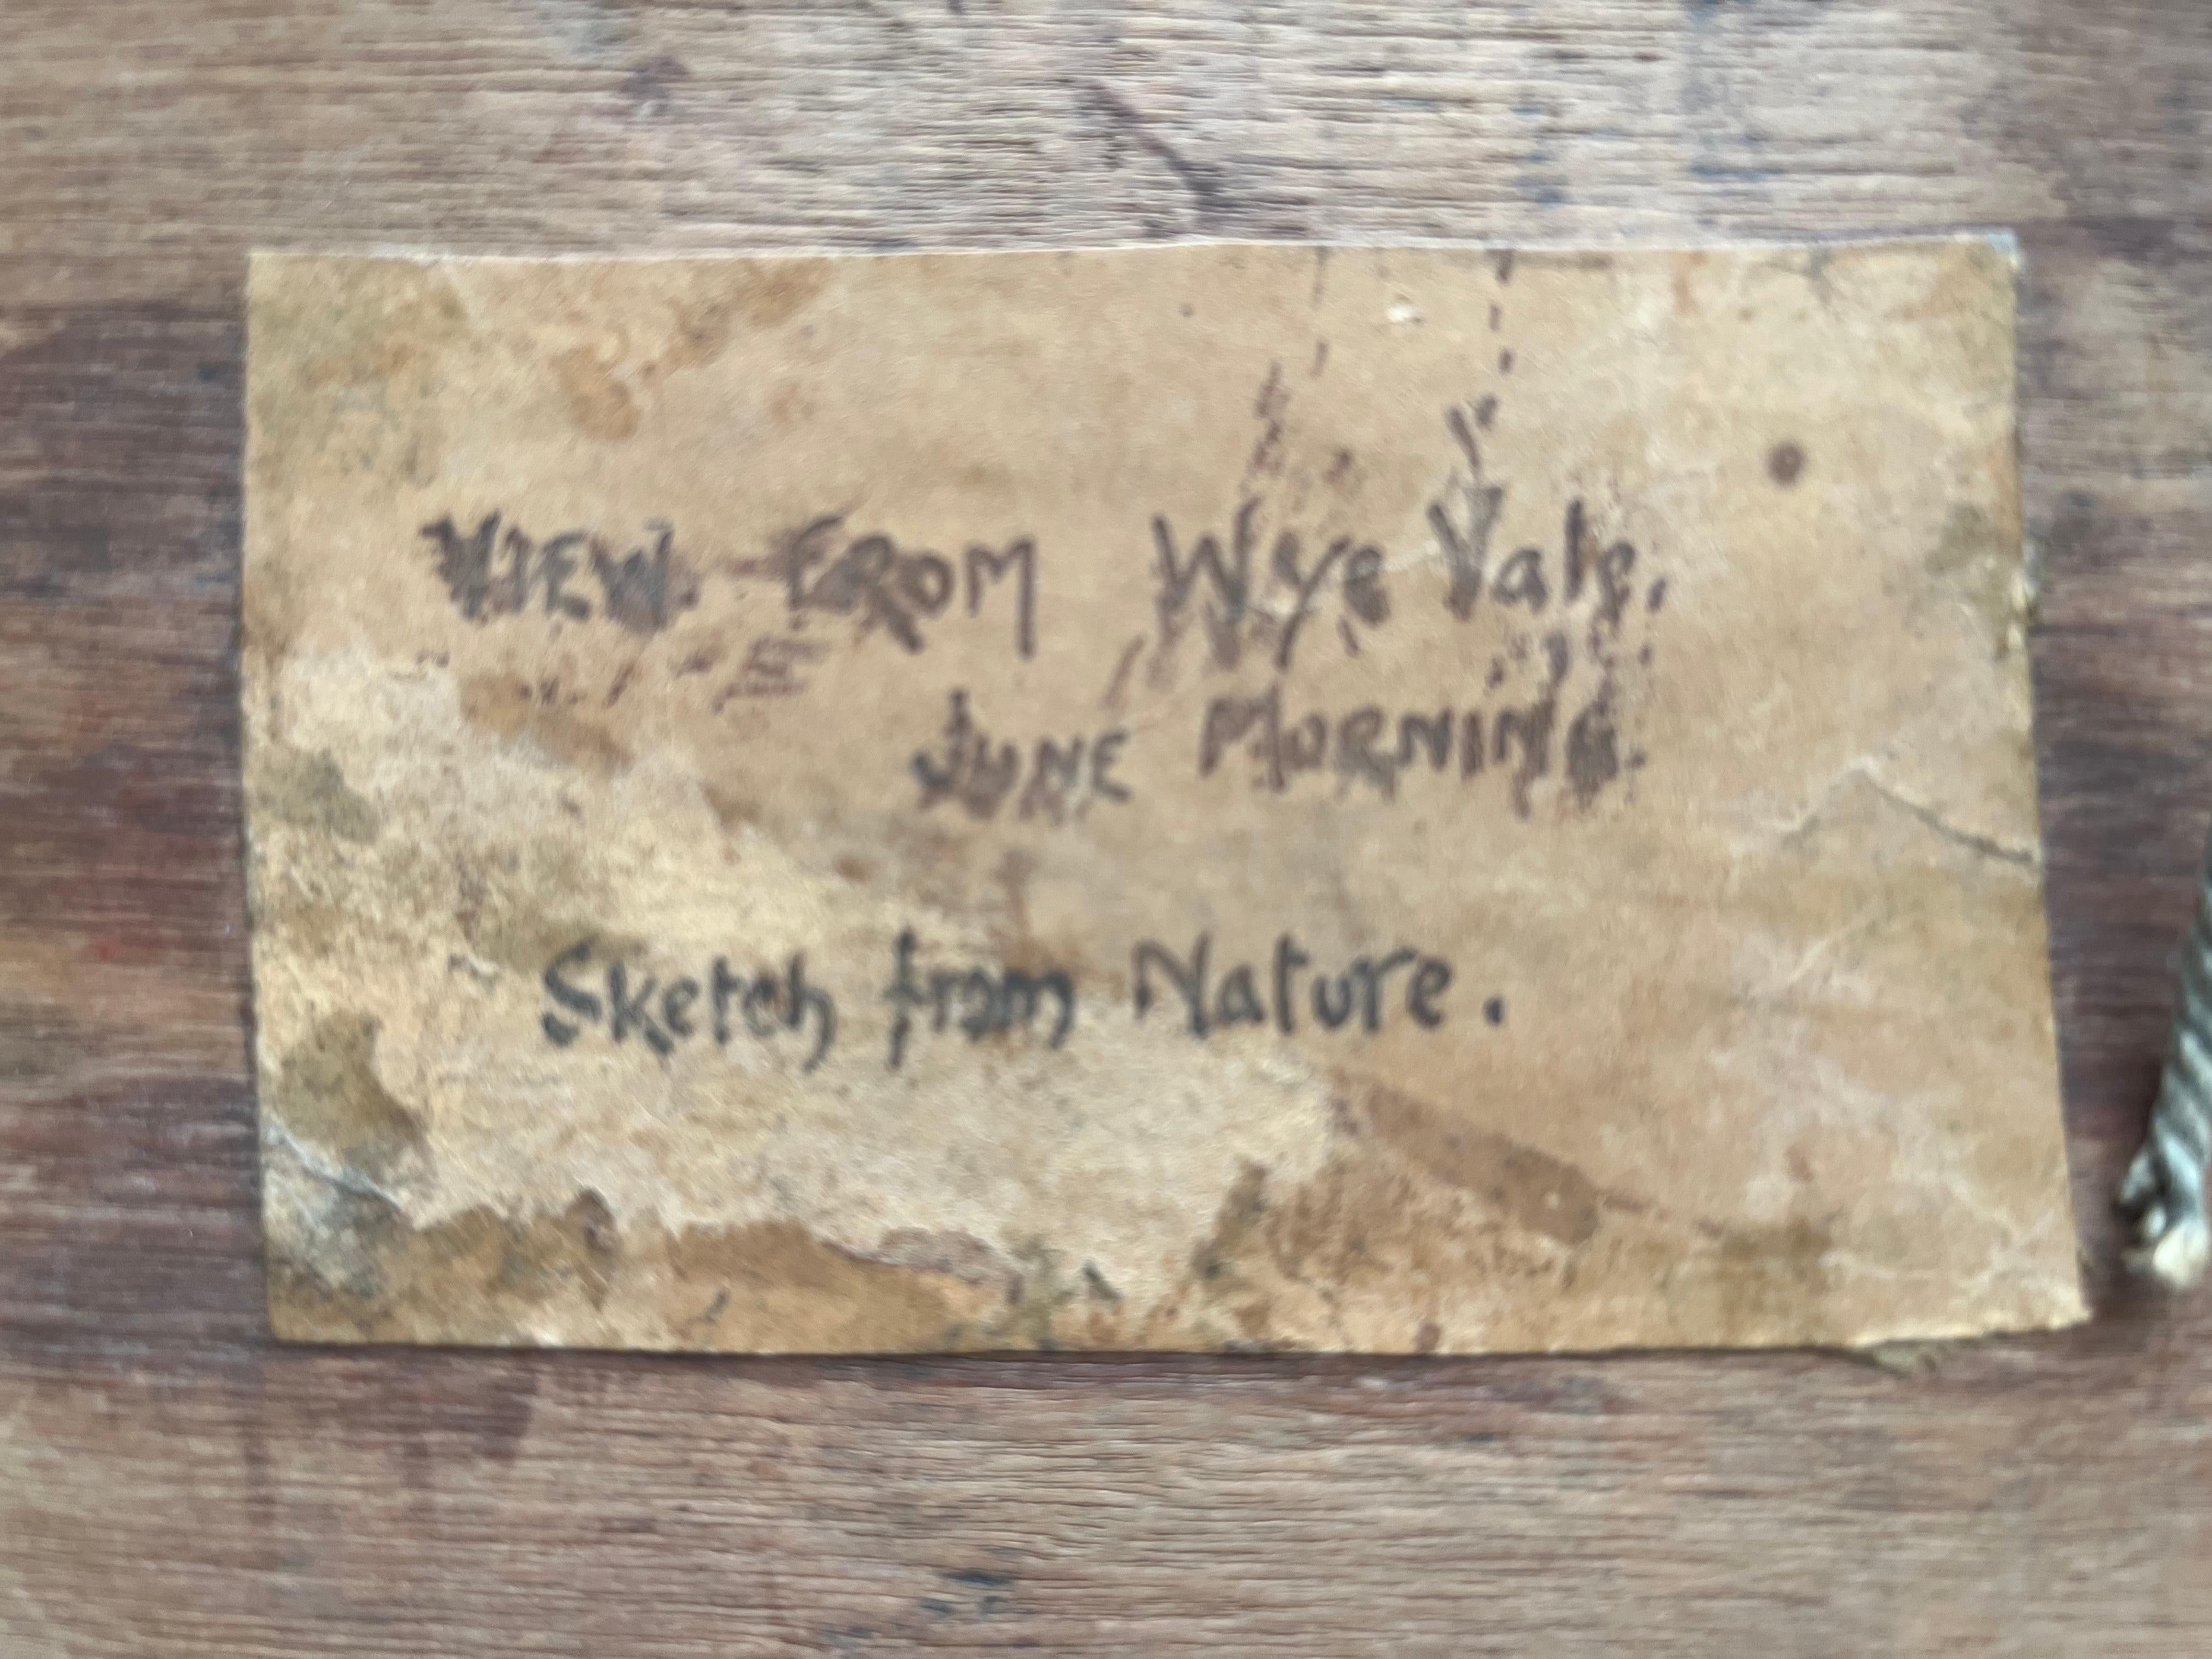 VIEW FROM Wye Vale.
JUNE MORNING.
Sketch from Nature.